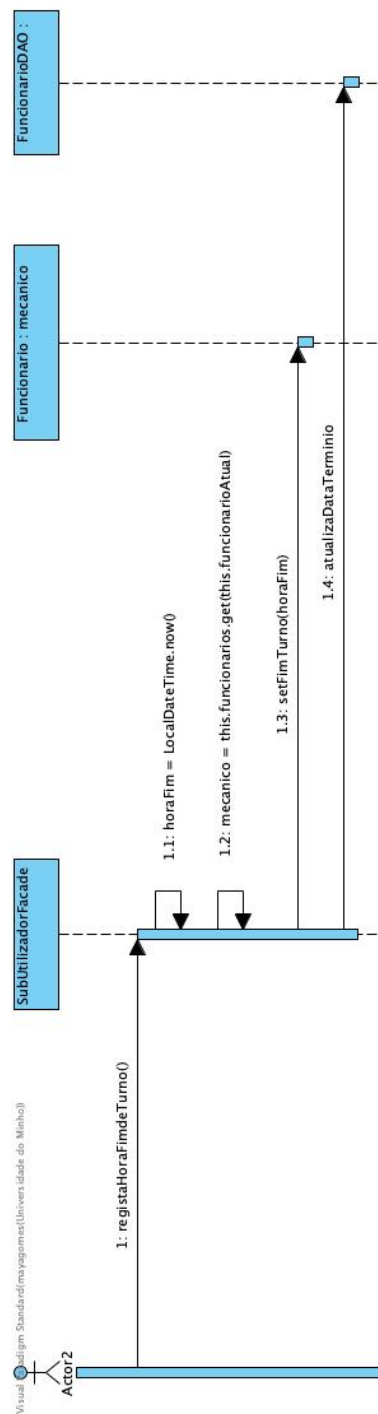 Visual Paradigm Standard(mayagomes(Universidade do Minho))
Actor2
SubUtilizadorFacade
Funcionario : mecanico
FuncionarioDAO :
1: registaHoraFimdeTurno()
1.1: horaFim = LocalDateTime.now()
1.2: mecanico = this.funcionarios.get(this.funcionarioAtual)
1.3: setFimTurno(horaFim)
1.4: atualizaDataTerminio